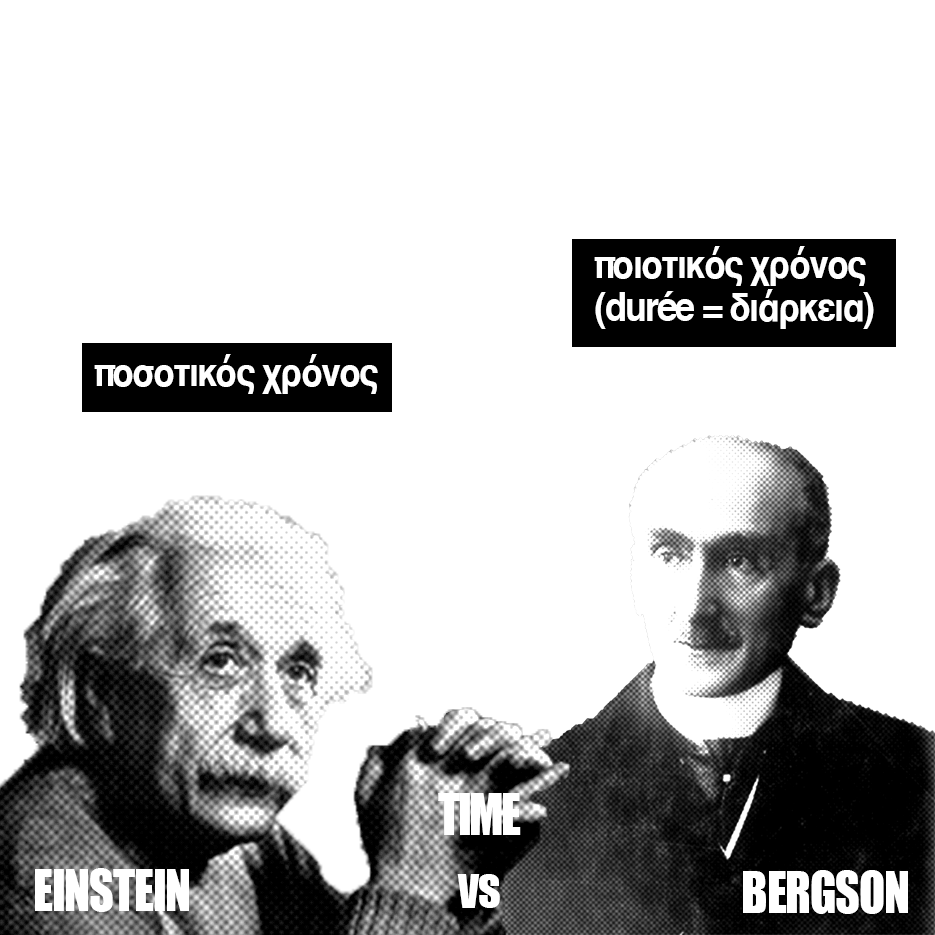 ποιοτικός χρόνος
(durée = διάρκεια)
ποσοτικός χρόνος
TIME
EINSTEIN
VS
BERGSON